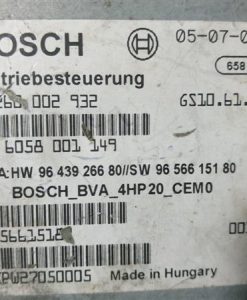 BOSCH
05-07-0
658
triebesteuerung
260 002 932
GS10.61.
6058 001 149
A:HW 96 439 266 80//SW 96 566 151 80
BOSCH_BVA_4HP20_CEM0
5661518
PW27050005
Made in Hungary